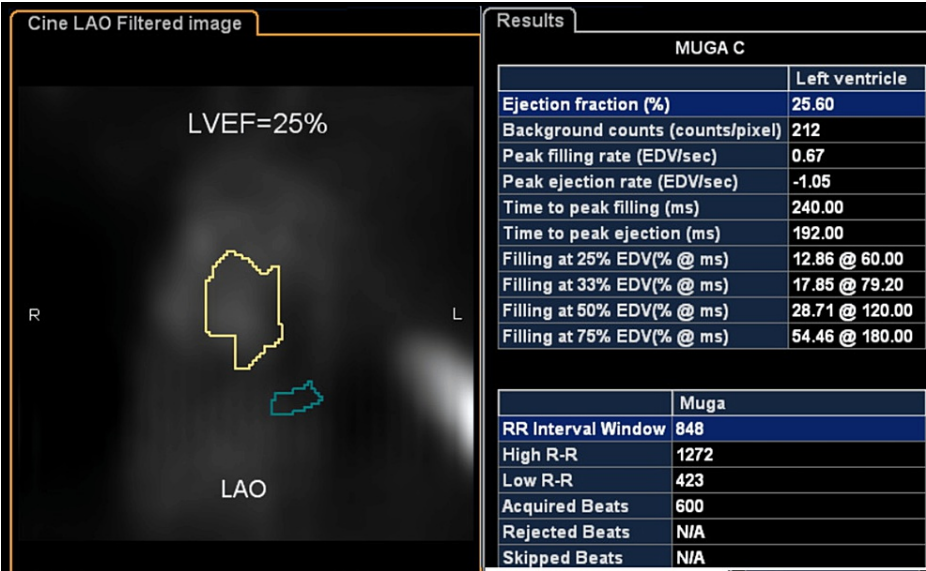 Cine LAO Filtered image
LVEF=25%
R
L
LAO
Results
MUGA C
Left ventricle
Ejection fraction (%) 25.60
Background counts (counts/pixel) 212
Peak filling rate (EDV/sec) 0.67
Peak ejection rate (EDV/sec) -1.05
Time to peak filling (ms) 240.00
Time to peak ejection (ms) 192.00
Filling at 25% EDV(% @ ms) 12.86 @ 60.00
Filling at 33% EDV(% @ ms) 17.85 @ 79.20
Filling at 50% EDV(% @ ms) 28.71 @ 120.00
Filling at 75% EDV(% @ ms) 54.46 @ 180.00
Muga
RR Interval Window 848
High R-R 1272
Low R-R 423
Acquired Beats 600
Rejected Beats N/A
Skipped Beats N/A